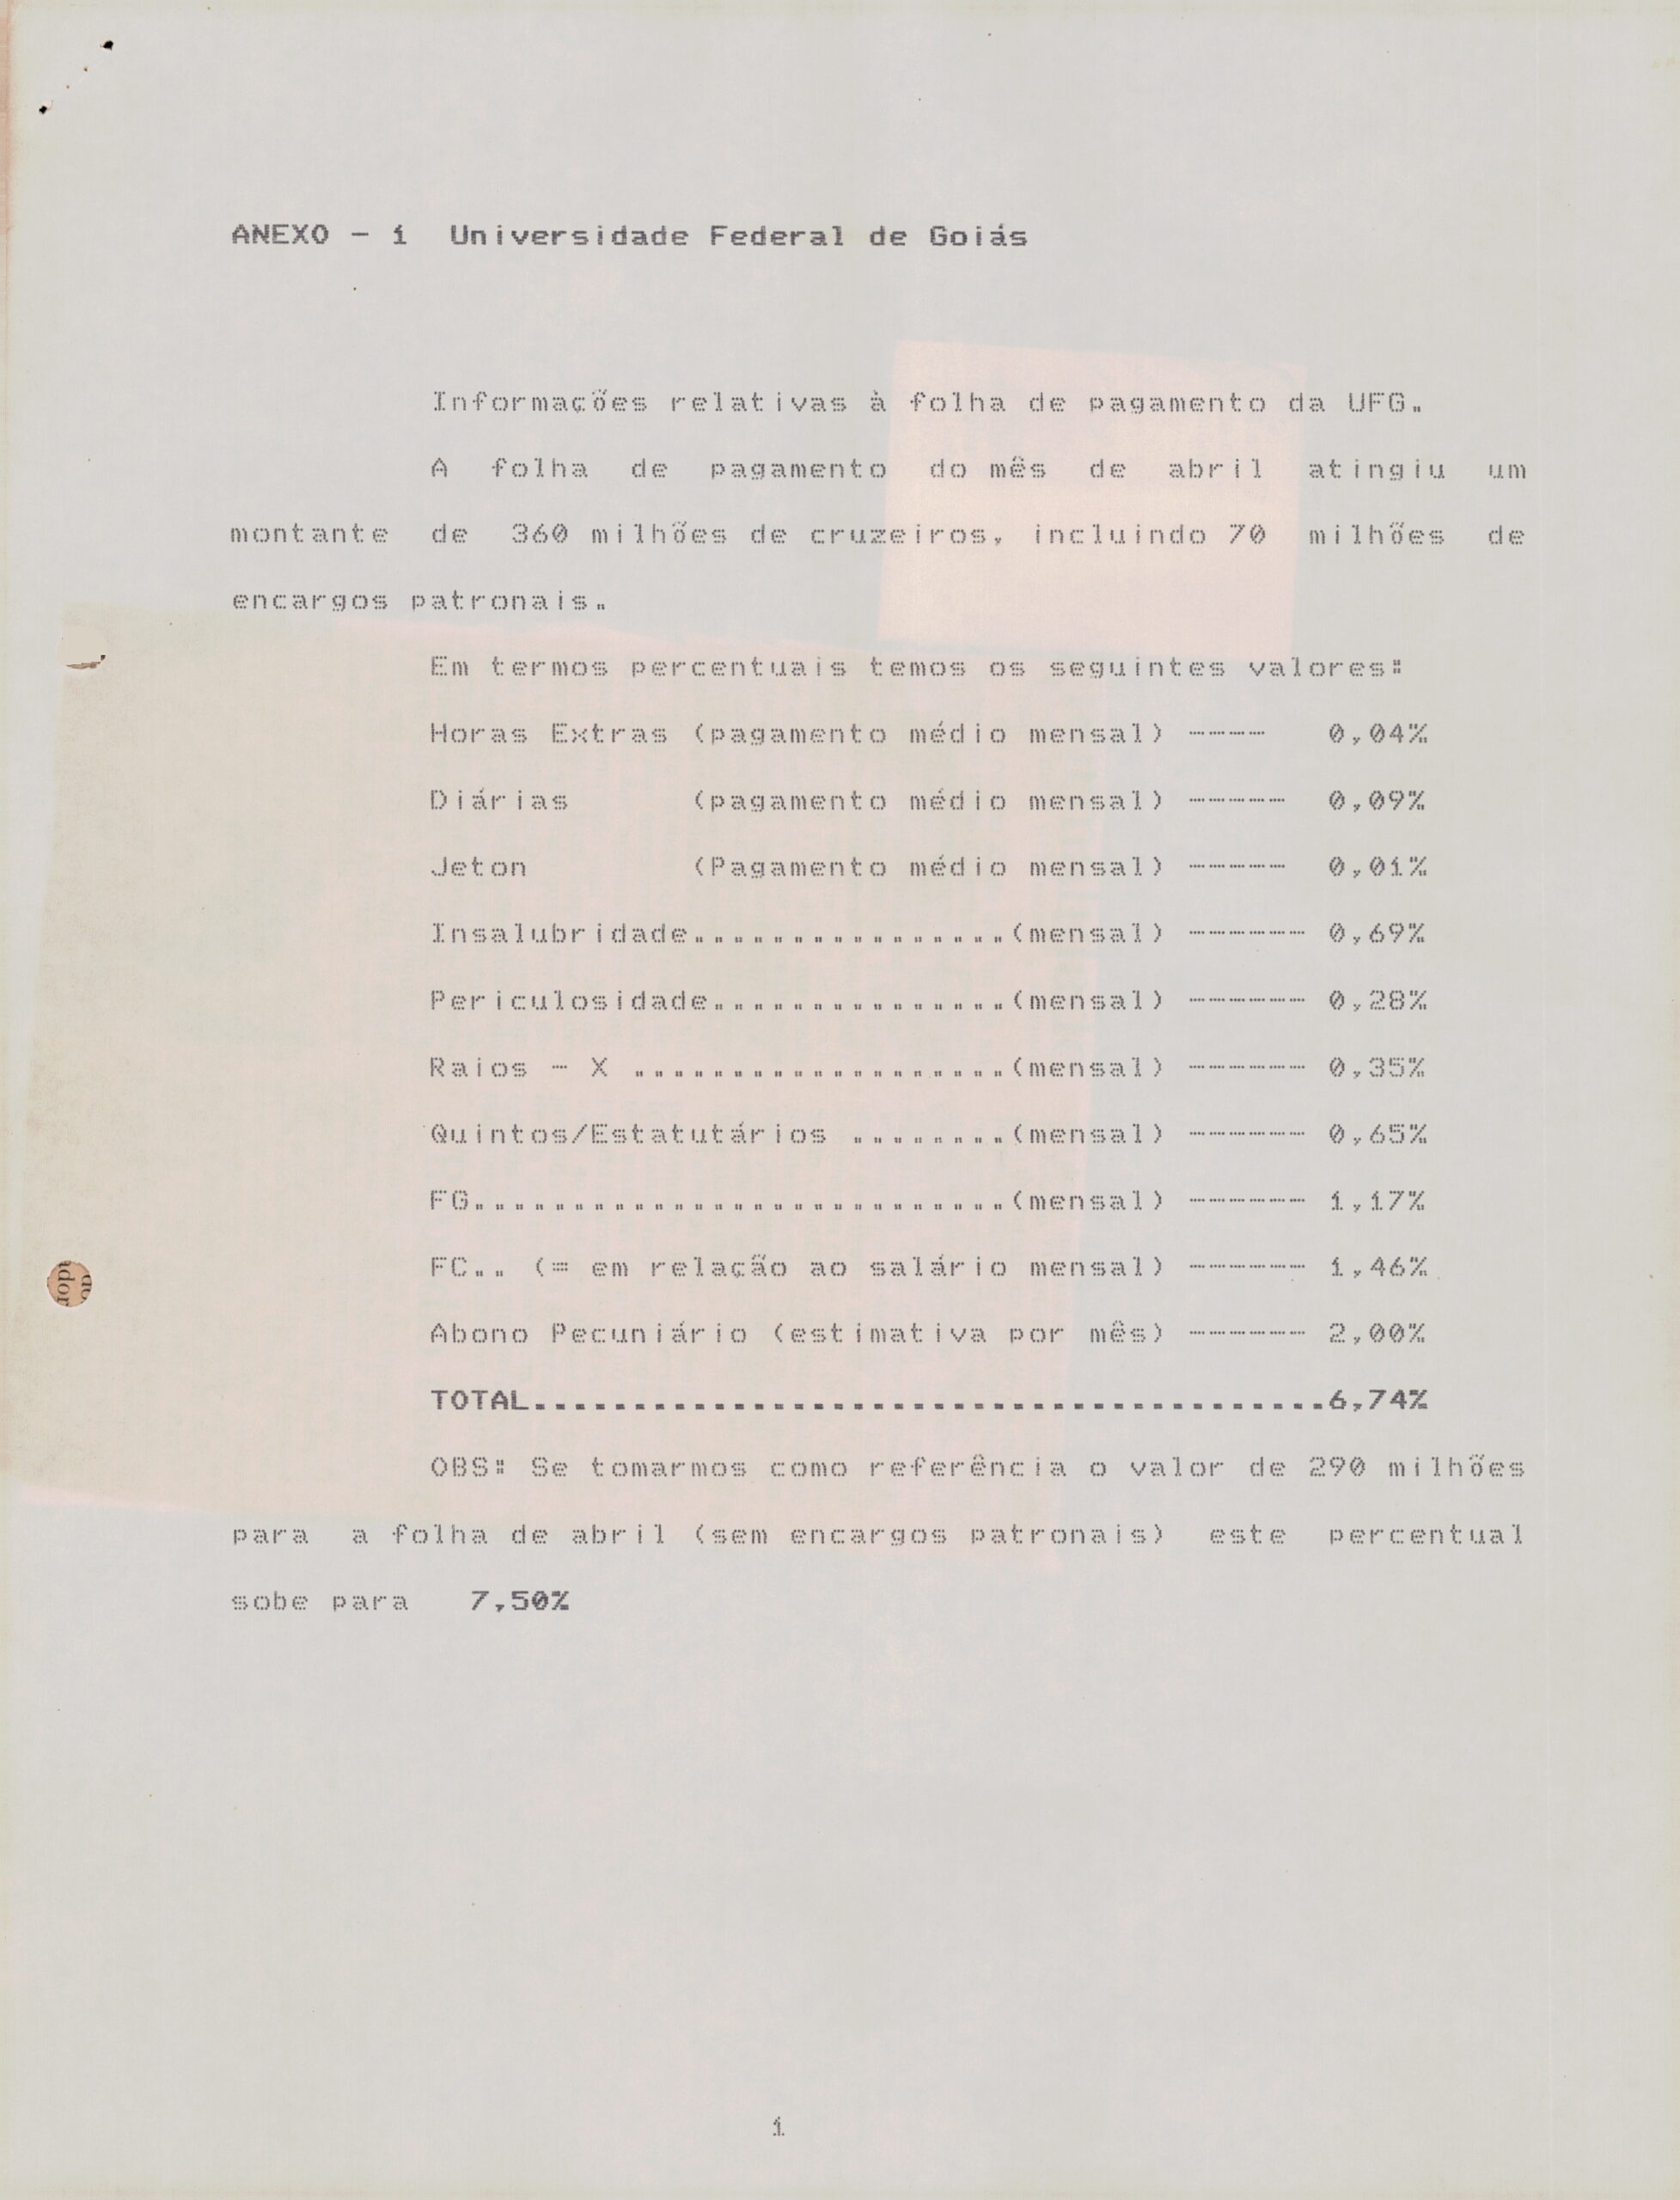 ANEXO - 1  Universidade Federal de Goiás
Informações relativas à folha de pagamento da UFG.
A folha de pagamento do mês de abril atingiu um
montante de 360 milhões de cruzeiros, incluindo 70 milhões de
encargos patronais.
Em termos percentuais temos os seguintes valores:
Horas Extras (pagamento médio mensal) ---- 0,04%
Diárias (pagamento médio mensal) ----- 0,09%
Jeton (Pagamento médio mensal) ----- 0,01%
Insalubridade................(mensal) ------ 0,69%
Periculosidade...............(mensal) ------ 0,28%
Raios - X ...................(mensal) ------ 0,35%
Quintos/Estatutários ........(mensal) ------ 0,65%
FG...........................(mensal) ------ 1,17%
FC.. (= em relação ao salário mensal) ------ 1,46%
Abono Pecuniário (estimativa por mês) ------ 2,00%
TOTAL........................................6,74%
OBS: Se tomarmos como referência o valor de 290 milhões
para a folha de abril (sem encargos patronais) este percentual
sobe para 7,50%
1